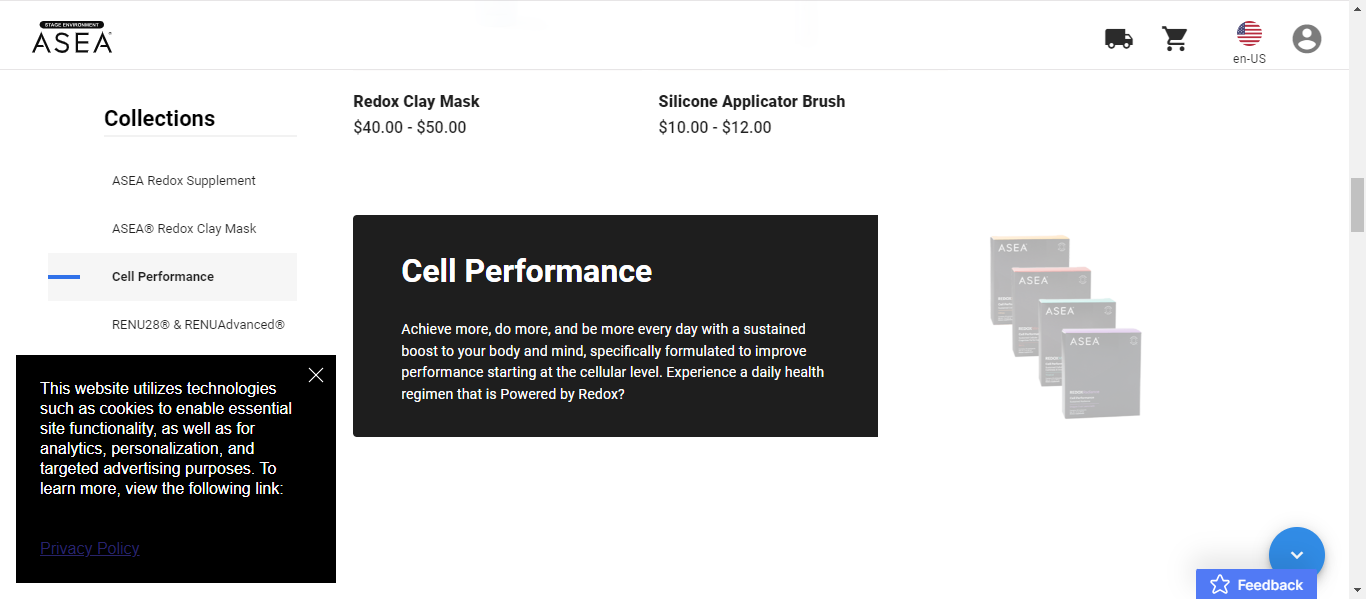 STAGE ENVIRONMENT
ASEA
en-US
Collections
ASEA Redox Supplement
ASEA® Redox Clay Mask
Cell Performance
RENU28® & RENUAdvanced®
Redox Clay Mask
$40.00 - $50.00
Silicone Applicator Brush
$10.00 - $12.00
Cell Performance
Achieve more, do more, and be more every day with a sustained
boost to your body and mind, specifically formulated to improve
performance starting at the cellular level. Experience a daily health
regimen that is Powered by Redox?
ASEA
ASEA
ASEA
ASEA
REDOX
This website utilizes technologies
such as cookies to enable essential
site functionality, as well as for
analytics, personalization, and
targeted advertising purposes. To
learn more, view the following link:
Privacy Policy
Feedback